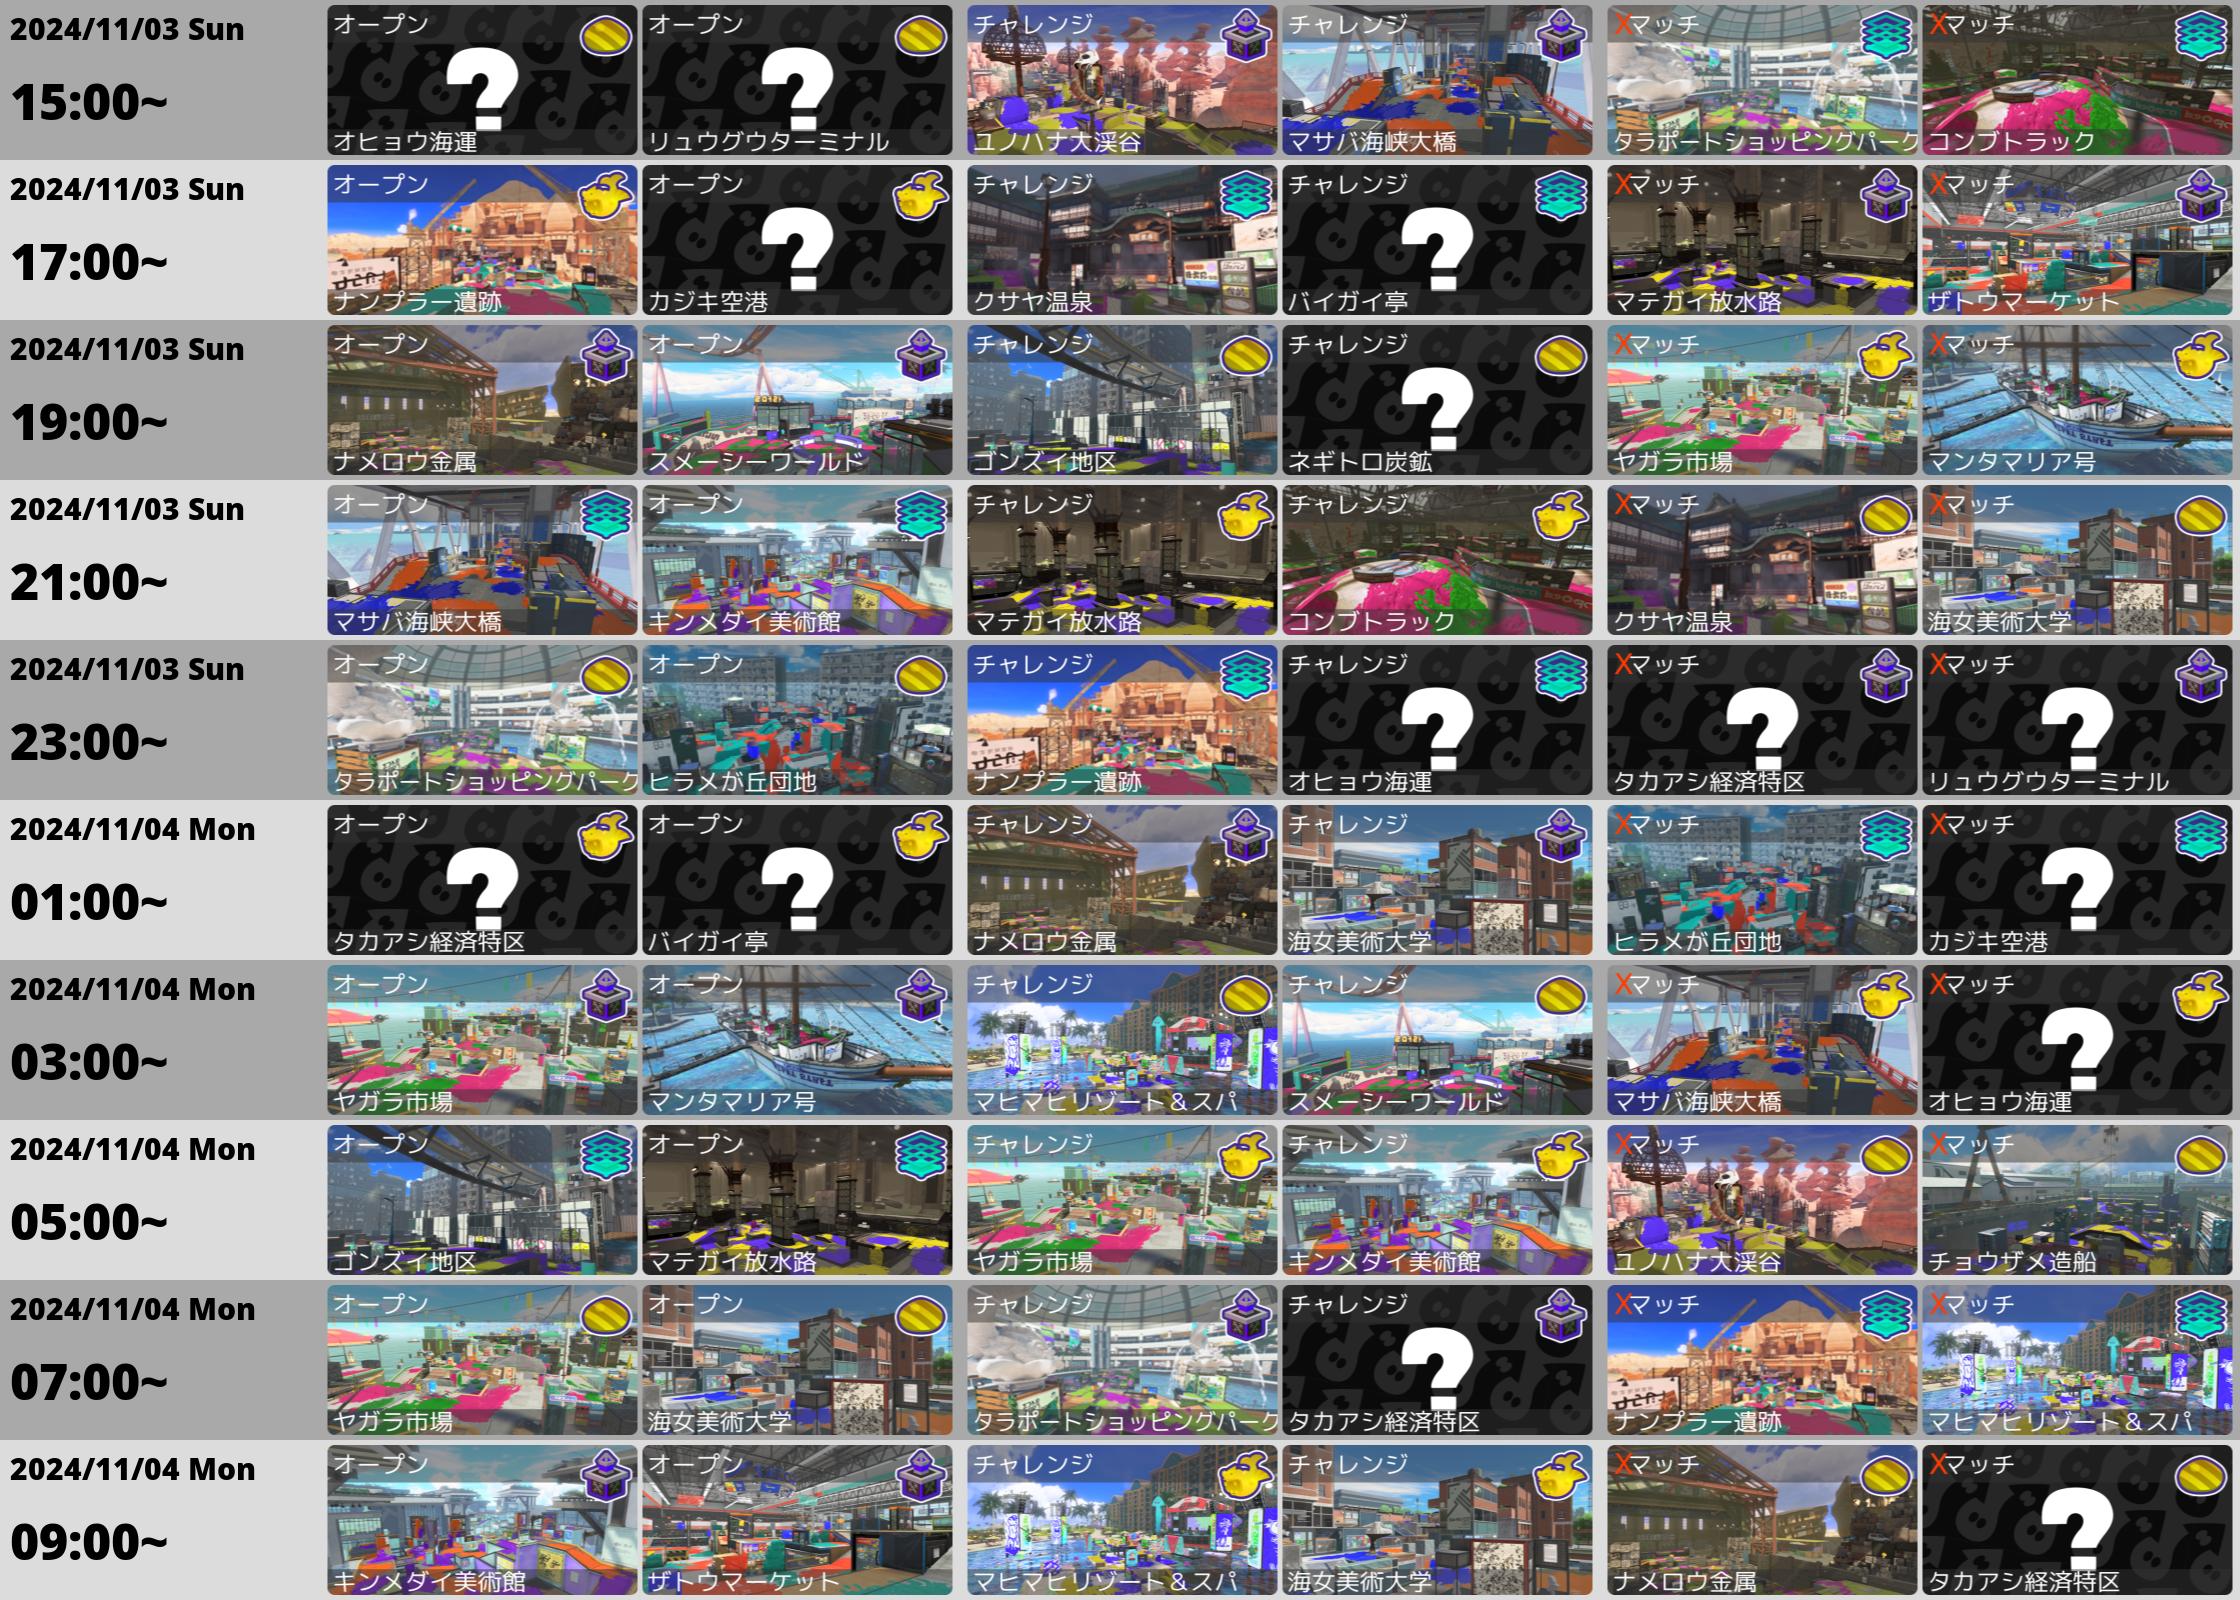 2024/11/03 Sun
15:00~
オープン オープン チャレンジ チャレンジ Xマッチ Xマッチ
オヒョウ海運 リュウグウターミナル ユノハナ大渓谷 マサバ海峡大橋 タラポートショッピングパーク コンブトラック
2024/11/03 Sun
17:00~
オープン オープン チャレンジ チャレンジ Xマッチ Xマッチ
ナンプラー遺跡 カジキ空港 クサヤ温泉 バイガイ亭 マテガイ放水路 ザトウマーケット
2024/11/03 Sun
19:00~
オープン オープン チャレンジ チャレンジ Xマッチ Xマッチ
ナメロウ金属 スメーシーワールド ゴンズイ地区 ネギトロ炭鉱 ヤガラ市場 マンタマリア号
2024/11/03 Sun
21:00~
オープン オープン チャレンジ チャレンジ Xマッチ Xマッチ
マサバ海峡大橋 キンメダイ美術館 マテガイ放水路 コンブトラック クサヤ温泉 海女美術大学
2024/11/03 Sun
23:00~
オープン オープン チャレンジ チャレンジ Xマッチ Xマッチ
タラポートショッピングパーク ヒラメが丘団地 ナンプラー遺跡 オヒョウ海運 タカアシ経済特区 リュウグウターミナル
2024/11/04 Mon
01:00~
オープン オープン チャレンジ チャレンジ Xマッチ Xマッチ
タカアシ経済特区 バイガイ亭 ナメロウ金属 海女美術大学 ヒラメが丘団地 カジキ空港
2024/11/04 Mon
03:00~
オープン オープン チャレンジ チャレンジ Xマッチ Xマッチ
ヤガラ市場 マンタマリア号 マヒマヒリゾート&スパ スメーシーワールド マサバ海峡大橋 オヒョウ海運
2024/11/04 Mon
05:00~
オープン オープン チャレンジ チャレンジ Xマッチ Xマッチ
ゴンズイ地区 マテガイ放水路 ヤガラ市場 キンメダイ美術館 ユノハナ大渓谷 チョウザメ造船
2024/11/04 Mon
07:00~
オープン オープン チャレンジ チャレンジ Xマッチ Xマッチ
ヤガラ市場 海女美術大学 タラポートショッピングパーク タカアシ経済特区 ナンプラー遺跡 マヒマヒリゾート&スパ
2024/11/04 Mon
09:00~
オープン オープン チャレンジ チャレンジ Xマッチ Xマッチ
キンメダイ美術館 ザトウマーケット マヒマヒリゾート&スパ 海女美術大学 ナメロウ金属 タカアシ経済特区